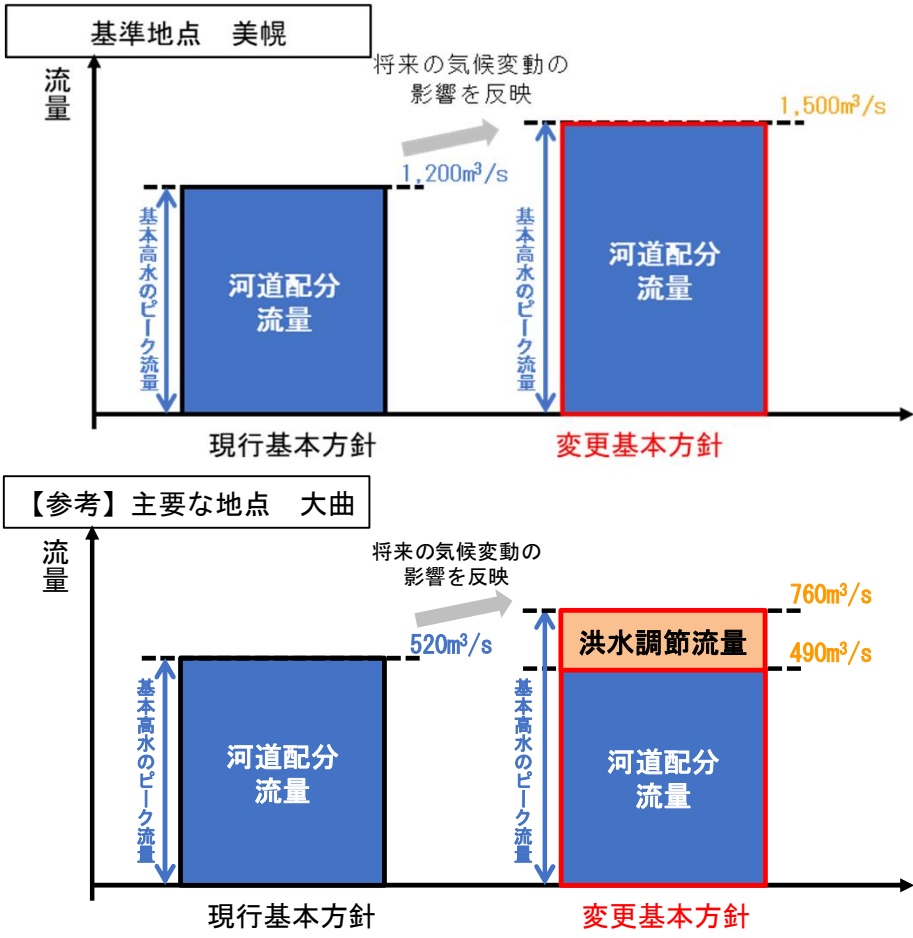 基準地点　美幌
流量
将来の気候変動の
影響を反映
1,500m³/s
1,200m³/s
基本高水のピーク流量
河道配分
流量
基本高水のピーク流量
河道配分
流量
現行基本方針
変更基本方針
【参考】主要な地点　大曲
流量
将来の気候変動の
影響を反映
760m³/s
520m³/s
洪水調節流量
490m³/s
基本高水のピーク流量
河道配分
流量
基本高水のピーク流量
河道配分
流量
現行基本方針
変更基本方針